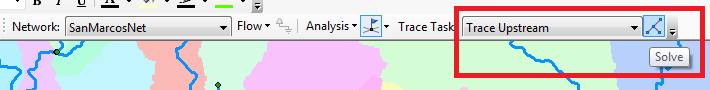 Network: SanMarcosNet Flow Analysis Trace Task: Trace Upstream
Solve